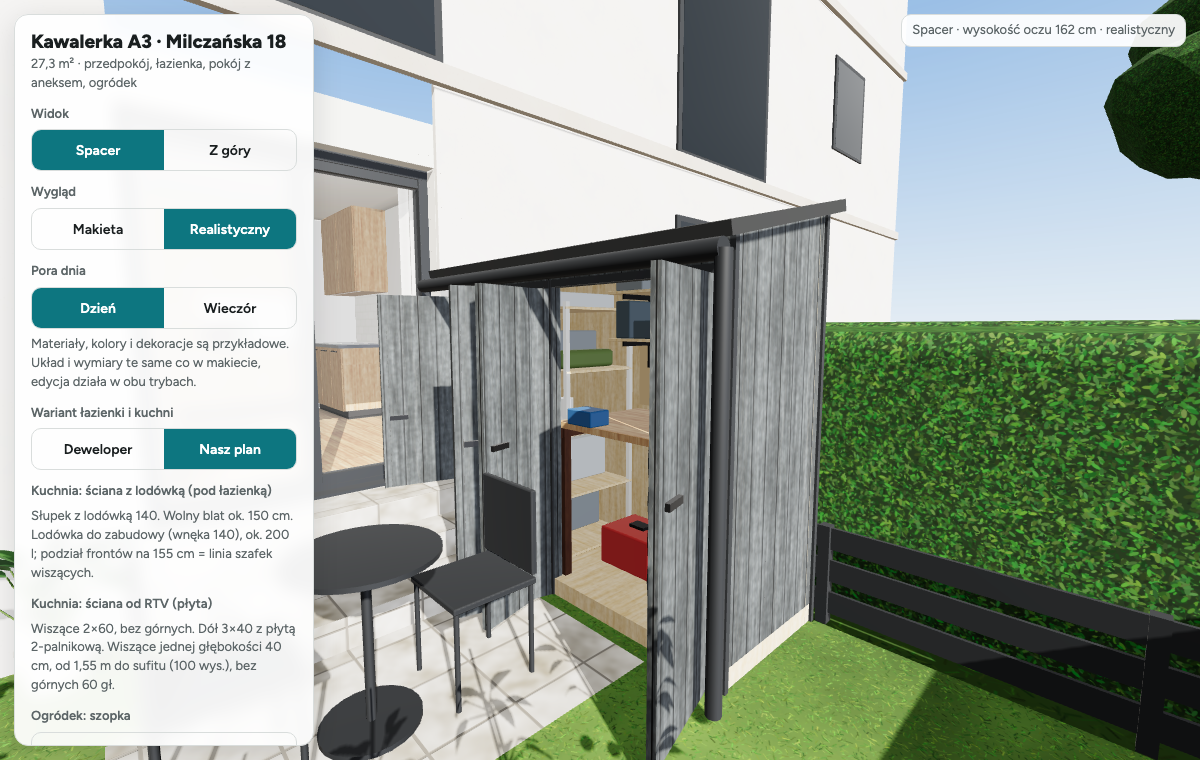 Kawalerka A3 · Milczańska 18
27,3 m² · przedpokój, łazienka, pokój z
aneksem, ogródek
Widok
Spacer
Z góry
Wygląd
Makieta
Realistyczny
Pora dnia
Dzień
Wieczór
Materiały, kolory i dekoracje są przykładowe.
Układ i wymiary te same co w makiecie,
edycja działa w obu trybach.
Wariant łazienki i kuchni
Deweloper
Nasz plan
Kuchnia: ściana z lodówką (pod łazienką)
Słupek z lodówką 140. Wolny blat ok. 150 cm.
Lodówka do zabudowy (wnęka 140), ok. 200
l; podział frontów na 155 cm = linia szafek
wiszących.
Kuchnia: ściana od RTV (płyta)
Wiszące 2×60, bez górnych. Dół 3×40 z płytą
2-palnikową. Wiszące jednej głębokości 40
cm, od 1,55 m do sufitu (100 wys.), bez
górnych 60 gł.
Ogródek: szopka
Spacer · wysokość oczu 162 cm · realistyczny